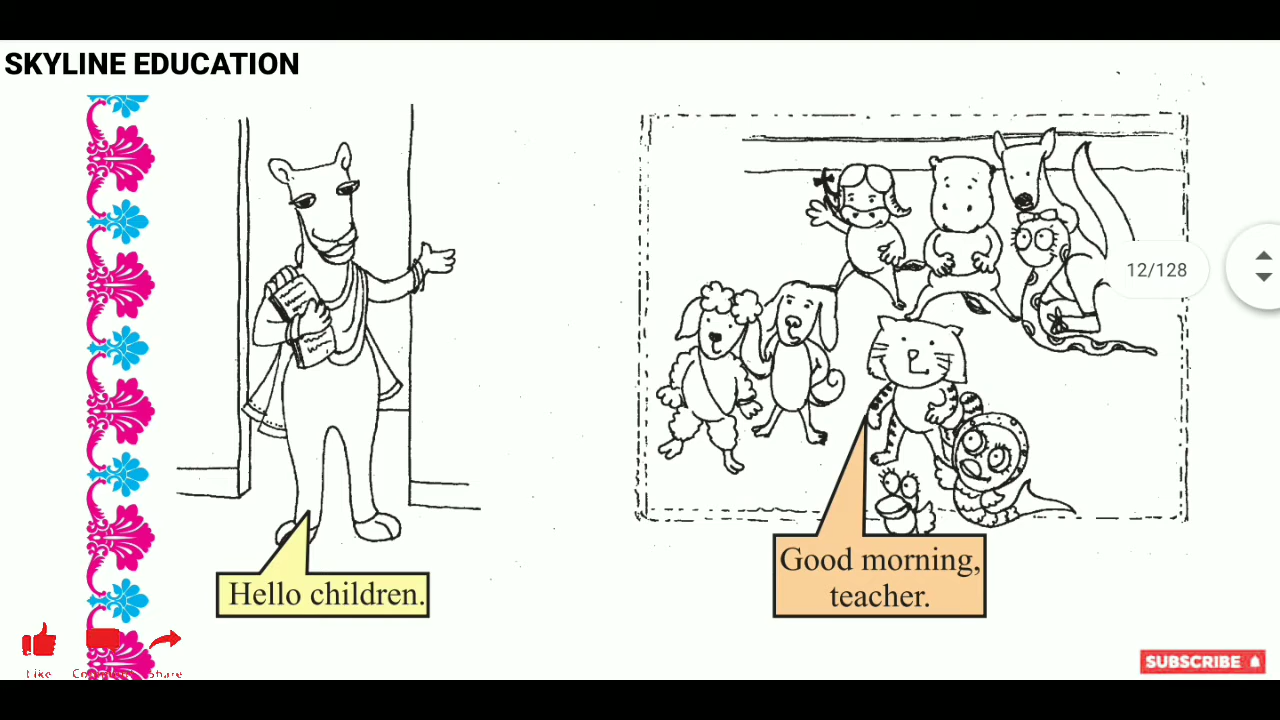 SKYLINE EDUCATION
12/128
Hello children.
Good morning,
teacher.
Like
Share
SUBSCRIBE